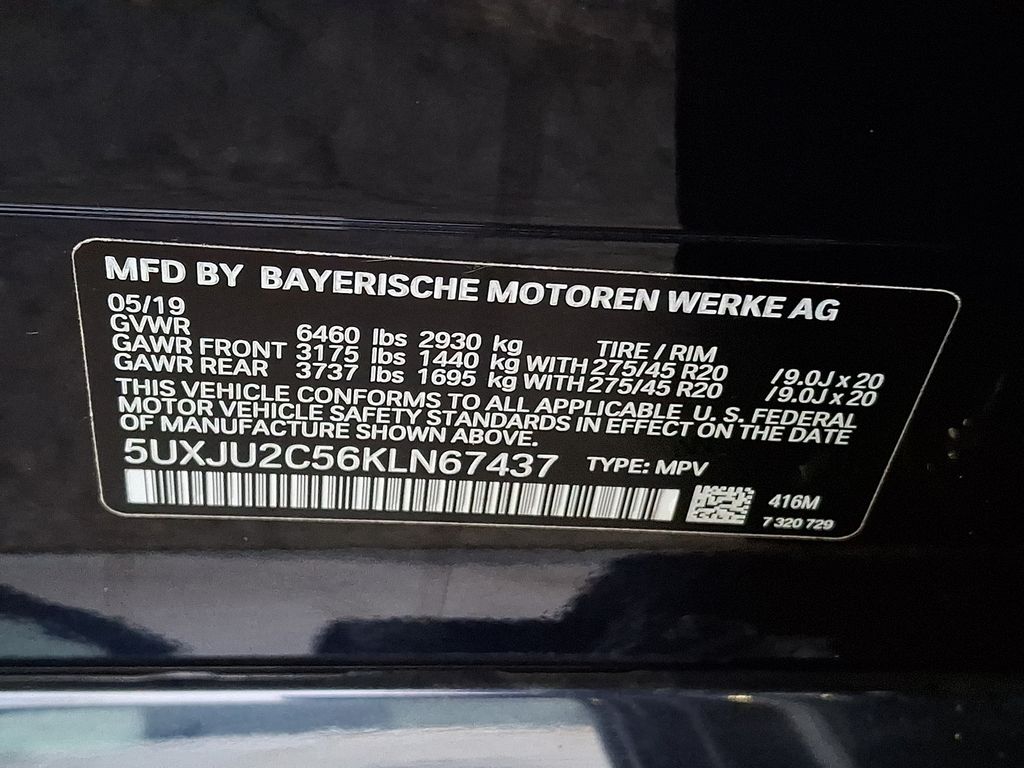 MFD BY BAYERISCHE MOTOREN WERKE AG
05/19
GVWR 6460 lbs 2930 kg TIRE / RIM
GAWR FRONT 3175 lbs 1440 kg WITH 275/45 R20 /9.0J x 20
GAWR REAR 3737 lbs 1695 kg WITH 275/45 R20 /9.0J x 20
THIS VEHICLE CONFORMS TO ALL APPLICABLE U. S. FEDERAL
MOTOR VEHICLE SAFETY STANDARDS IN EFFECT ON THE DATE
OF MANUFACTURE SHOWN ABOVE.
5UXJU2C56KLN67437 TYPE: MPV
416M
7 320 729